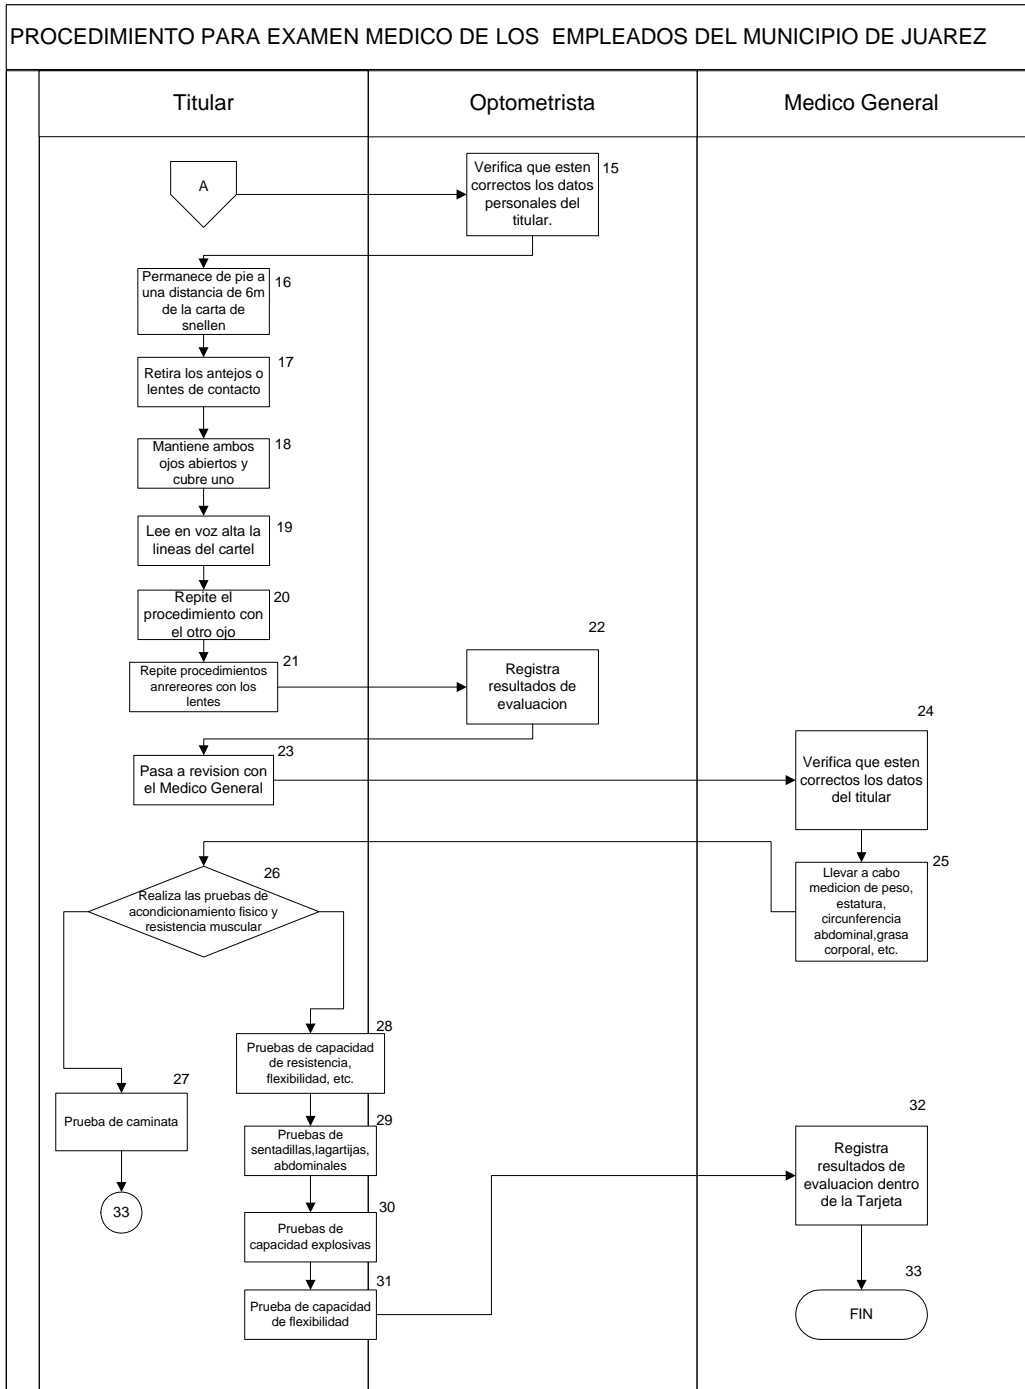 PROCEDIMIENTO PARA EXAMEN MEDICO DE LOS EMPLEADOS DEL MUNICIPIO DE JUAREZ
Titular
Optometrista
Medico General
A
Verifica que esten
correctos los datos
personales del
titular.
15
Permanece de pie a
una distancia de 6m
de la carta de
snellen
16
Retira los antejos o
lentes de contacto
17
Mantiene ambos
ojos abiertos y
cubre uno
18
Lee en voz alta la
lineas del cartel
19
Repite el
procedimiento con
el otro ojo
20
Repite procedimientos
anrereores con los
lentes
21
Registra
resultados de
evaluacion
22
Pasa a revision con
el Medico General
23
Verifica que esten
correctos los datos
del titular
24
Llevar a cabo
medicion de peso,
estatura,
circunferencia
abdominal,grasa
corporal, etc.
25
Realiza las pruebas de
acondicionamiento fisico y
resistencia muscular
26
Prueba de caminata
27
33
Pruebas de capacidad
de resistencia,
flexibilidad, etc.
28
Pruebas de
sentadillas,lagartijas,
abdominales
29
Pruebas de
capacidad explosivas
30
Prueba de capacidad
de flexibilidad
31
Registra
resultados de
evaluacion dentro
de la Tarjeta
32
FIN
33